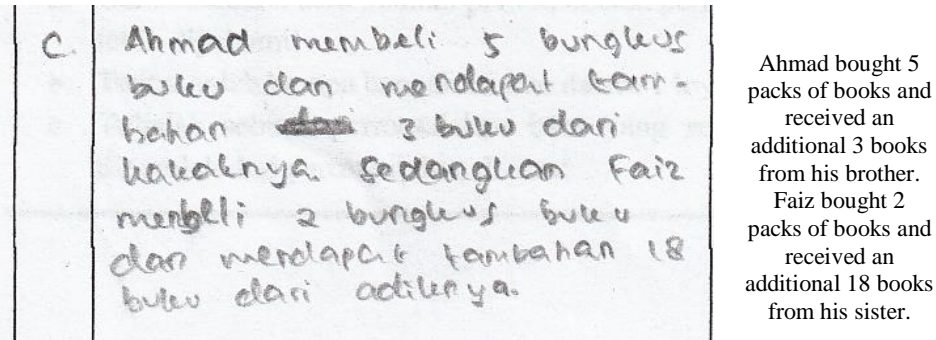 C. Ahmad membeli 5 bungkus
buku dan mendapat tam-
bahan 3 buku dari
kakaknya. Sedangkan Faiz
membeli 2 bungkus buku
dan mendapat tambahan 18
buku dari adiknya.
Ahmad bought 5
packs of books and
received an
additional 3 books
from his brother.
Faiz bought 2
packs of books and
received an
additional 18 books
from his sister.